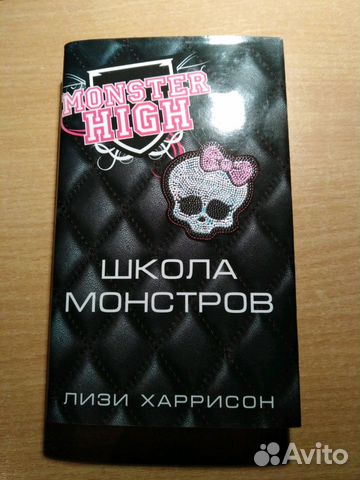 MONSTER
HIGH
ШКОЛА
МОНСТРОВ
ЛИЗИ ХАРРИСОН
Avito